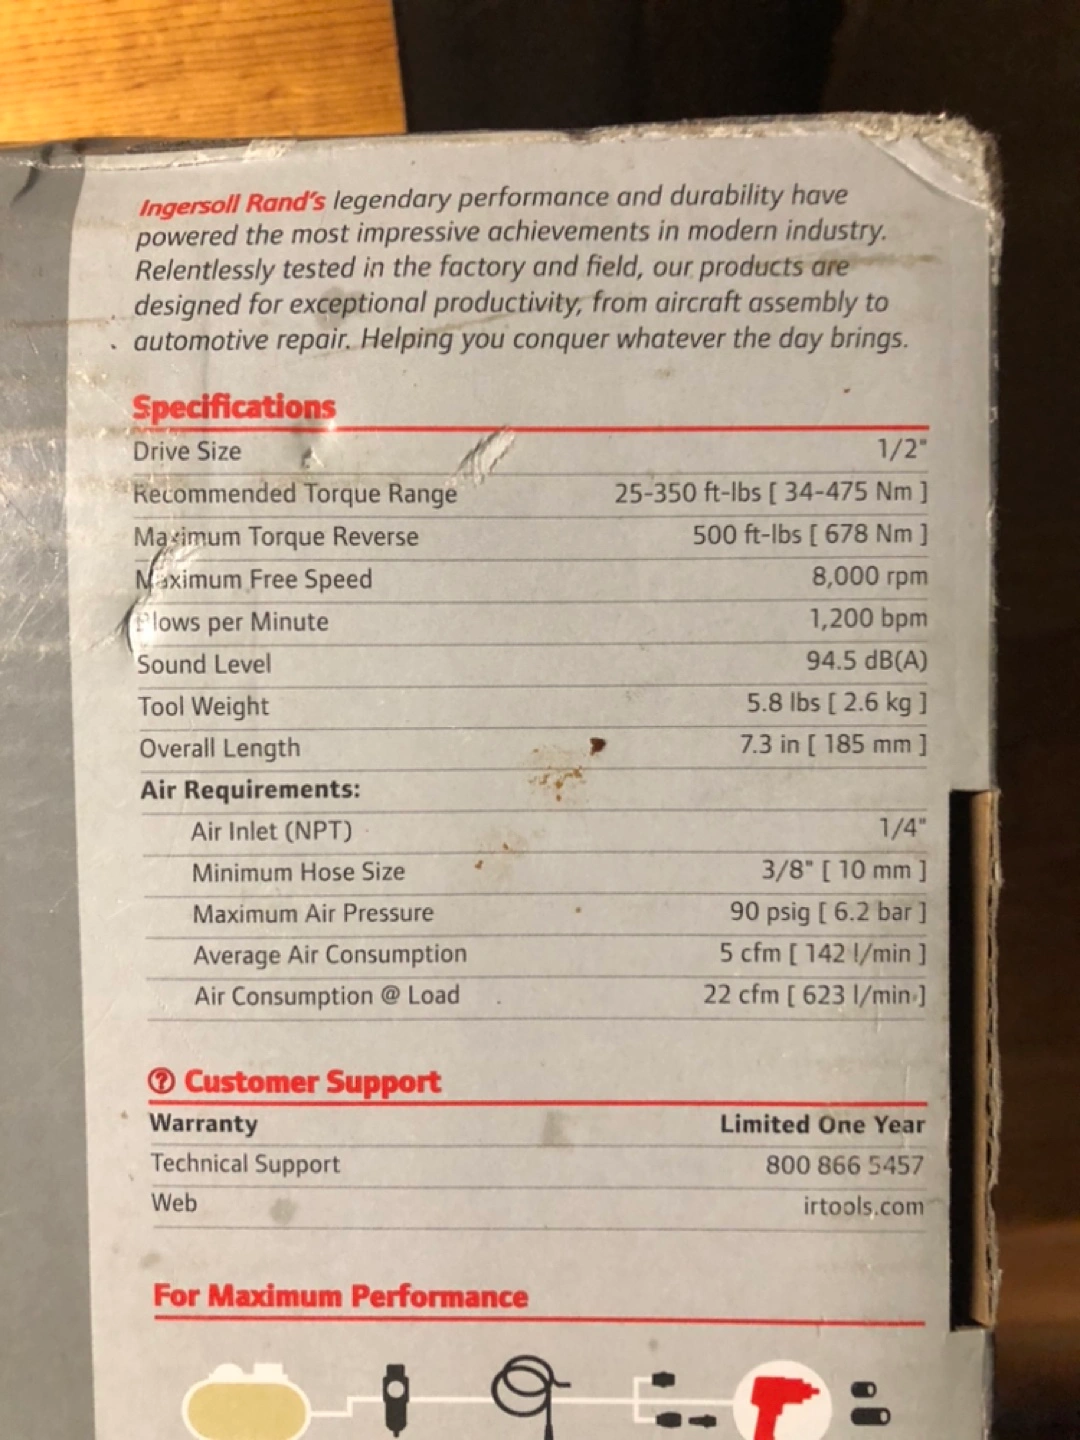 Ingersoll Rand's legendary performance and durability have
powered the most impressive achievements in modern industry.
Relentlessly tested in the factory and field, our products are
designed for exceptional productivity, from aircraft assembly to
automotive repair. Helping you conquer whatever the day brings.
Specifications
Drive Size 1/2"
Recommended Torque Range 25-350 ft-lbs [ 34-475 Nm ]
Maximum Torque Reverse 500 ft-lbs [ 678 Nm ]
Maximum Free Speed 8,000 rpm
Blows per Minute 1,200 bpm
Sound Level 94.5 dB(A)
Tool Weight 5.8 lbs [ 2.6 kg ]
Overall Length 7.3 in [ 185 mm ]
Air Requirements:
Air Inlet (NPT) 1/4"
Minimum Hose Size 3/8" [ 10 mm ]
Maximum Air Pressure 90 psig [ 6.2 bar ]
Average Air Consumption 5 cfm [ 142 l/min ]
Air Consumption @ Load 22 cfm [ 623 l/min ]
? Customer Support
Warranty Limited One Year
Technical Support 800 866 5457
Web irtools.com
For Maximum Performance